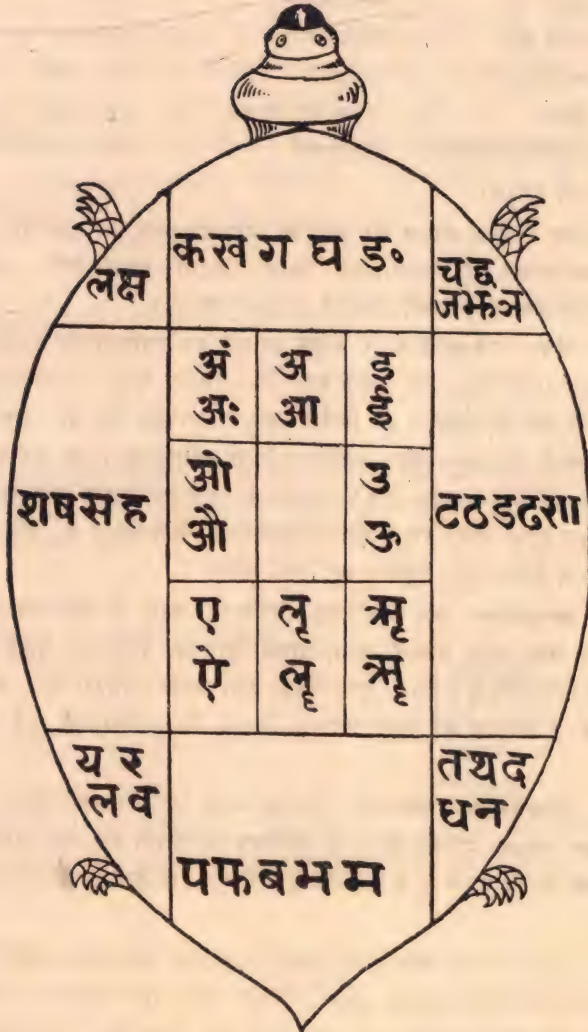 क ख ग घ ङ
लक्ष
चछ
जझञ
अं
अः
अ
आ
इ
ई
शषसह
ओ
औ
उ
ऊ
टठडढण
ए
ऐ
ऌ
ॡ
ऋ
ॠ
य र
ल व
तथद
धन
पफबभम